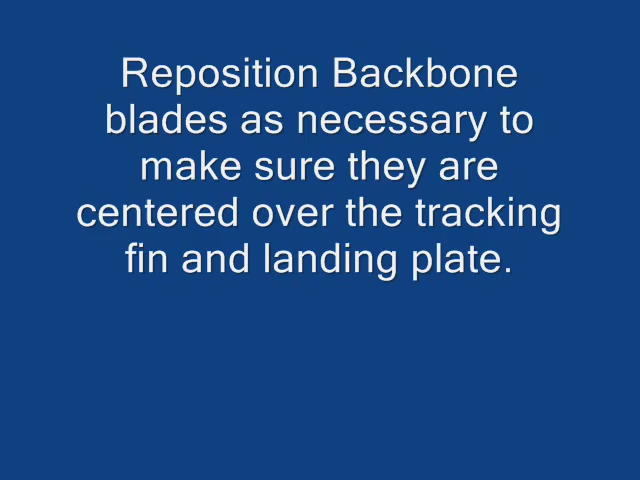 Reposition Backbone
blades as necessary to
make sure they are
centered over the tracking
fin and landing plate.